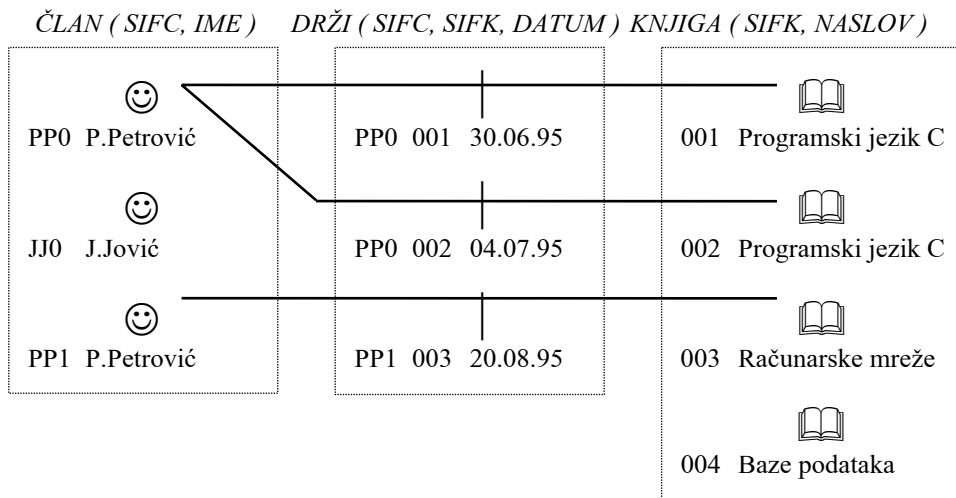 ČLAN ( SIFC, IME ) DRŽI ( SIFC, SIFK, DATUM ) KNJIGA ( SIFK, NASLOV )
PP0 P.Petrović PP0 001 30.06.95 001 Programski jezik C
JJ0 J.Jović PP0 002 04.07.95 002 Programski jezik C
PP1 P.Petrović PP1 003 20.08.95 003 Računarske mreže
004 Baze podataka